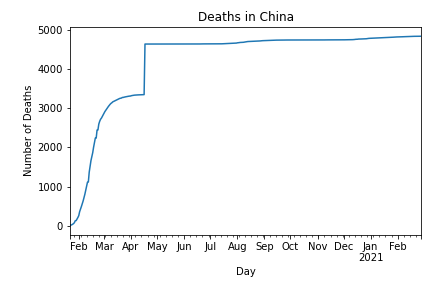 Deaths in China
Number of Deaths
5000
4000
3000
2000
1000
0
Feb Mar Apr May Jun Jul Aug Sep Oct Nov Dec Jan Feb
2021
Day